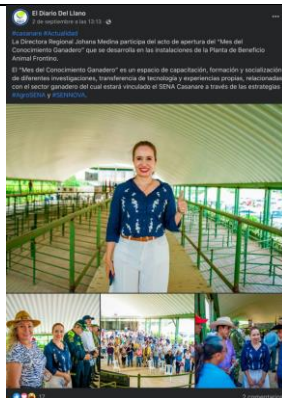 El Diario Del Llano
2 de septiembre a las 13:13
#casanare #Actualidad
La Directora Regional Johana Medina participa del acto de apertura del "Mes del
Conocimiento Ganadero" que se desarrolla en las instalaciones de la Planta de Beneficio
Animal Frontino.
El "Mes del Conocimiento Ganadero" es un espacio de capacitación, formación y socialización
de diferentes investigaciones, transferencia de tecnología y experiencias propias, relacionadas
con el sector ganadero del cual estará vinculado el SENA Casanare a través de las estrategias
#AgroSENA y #SENNOVA.